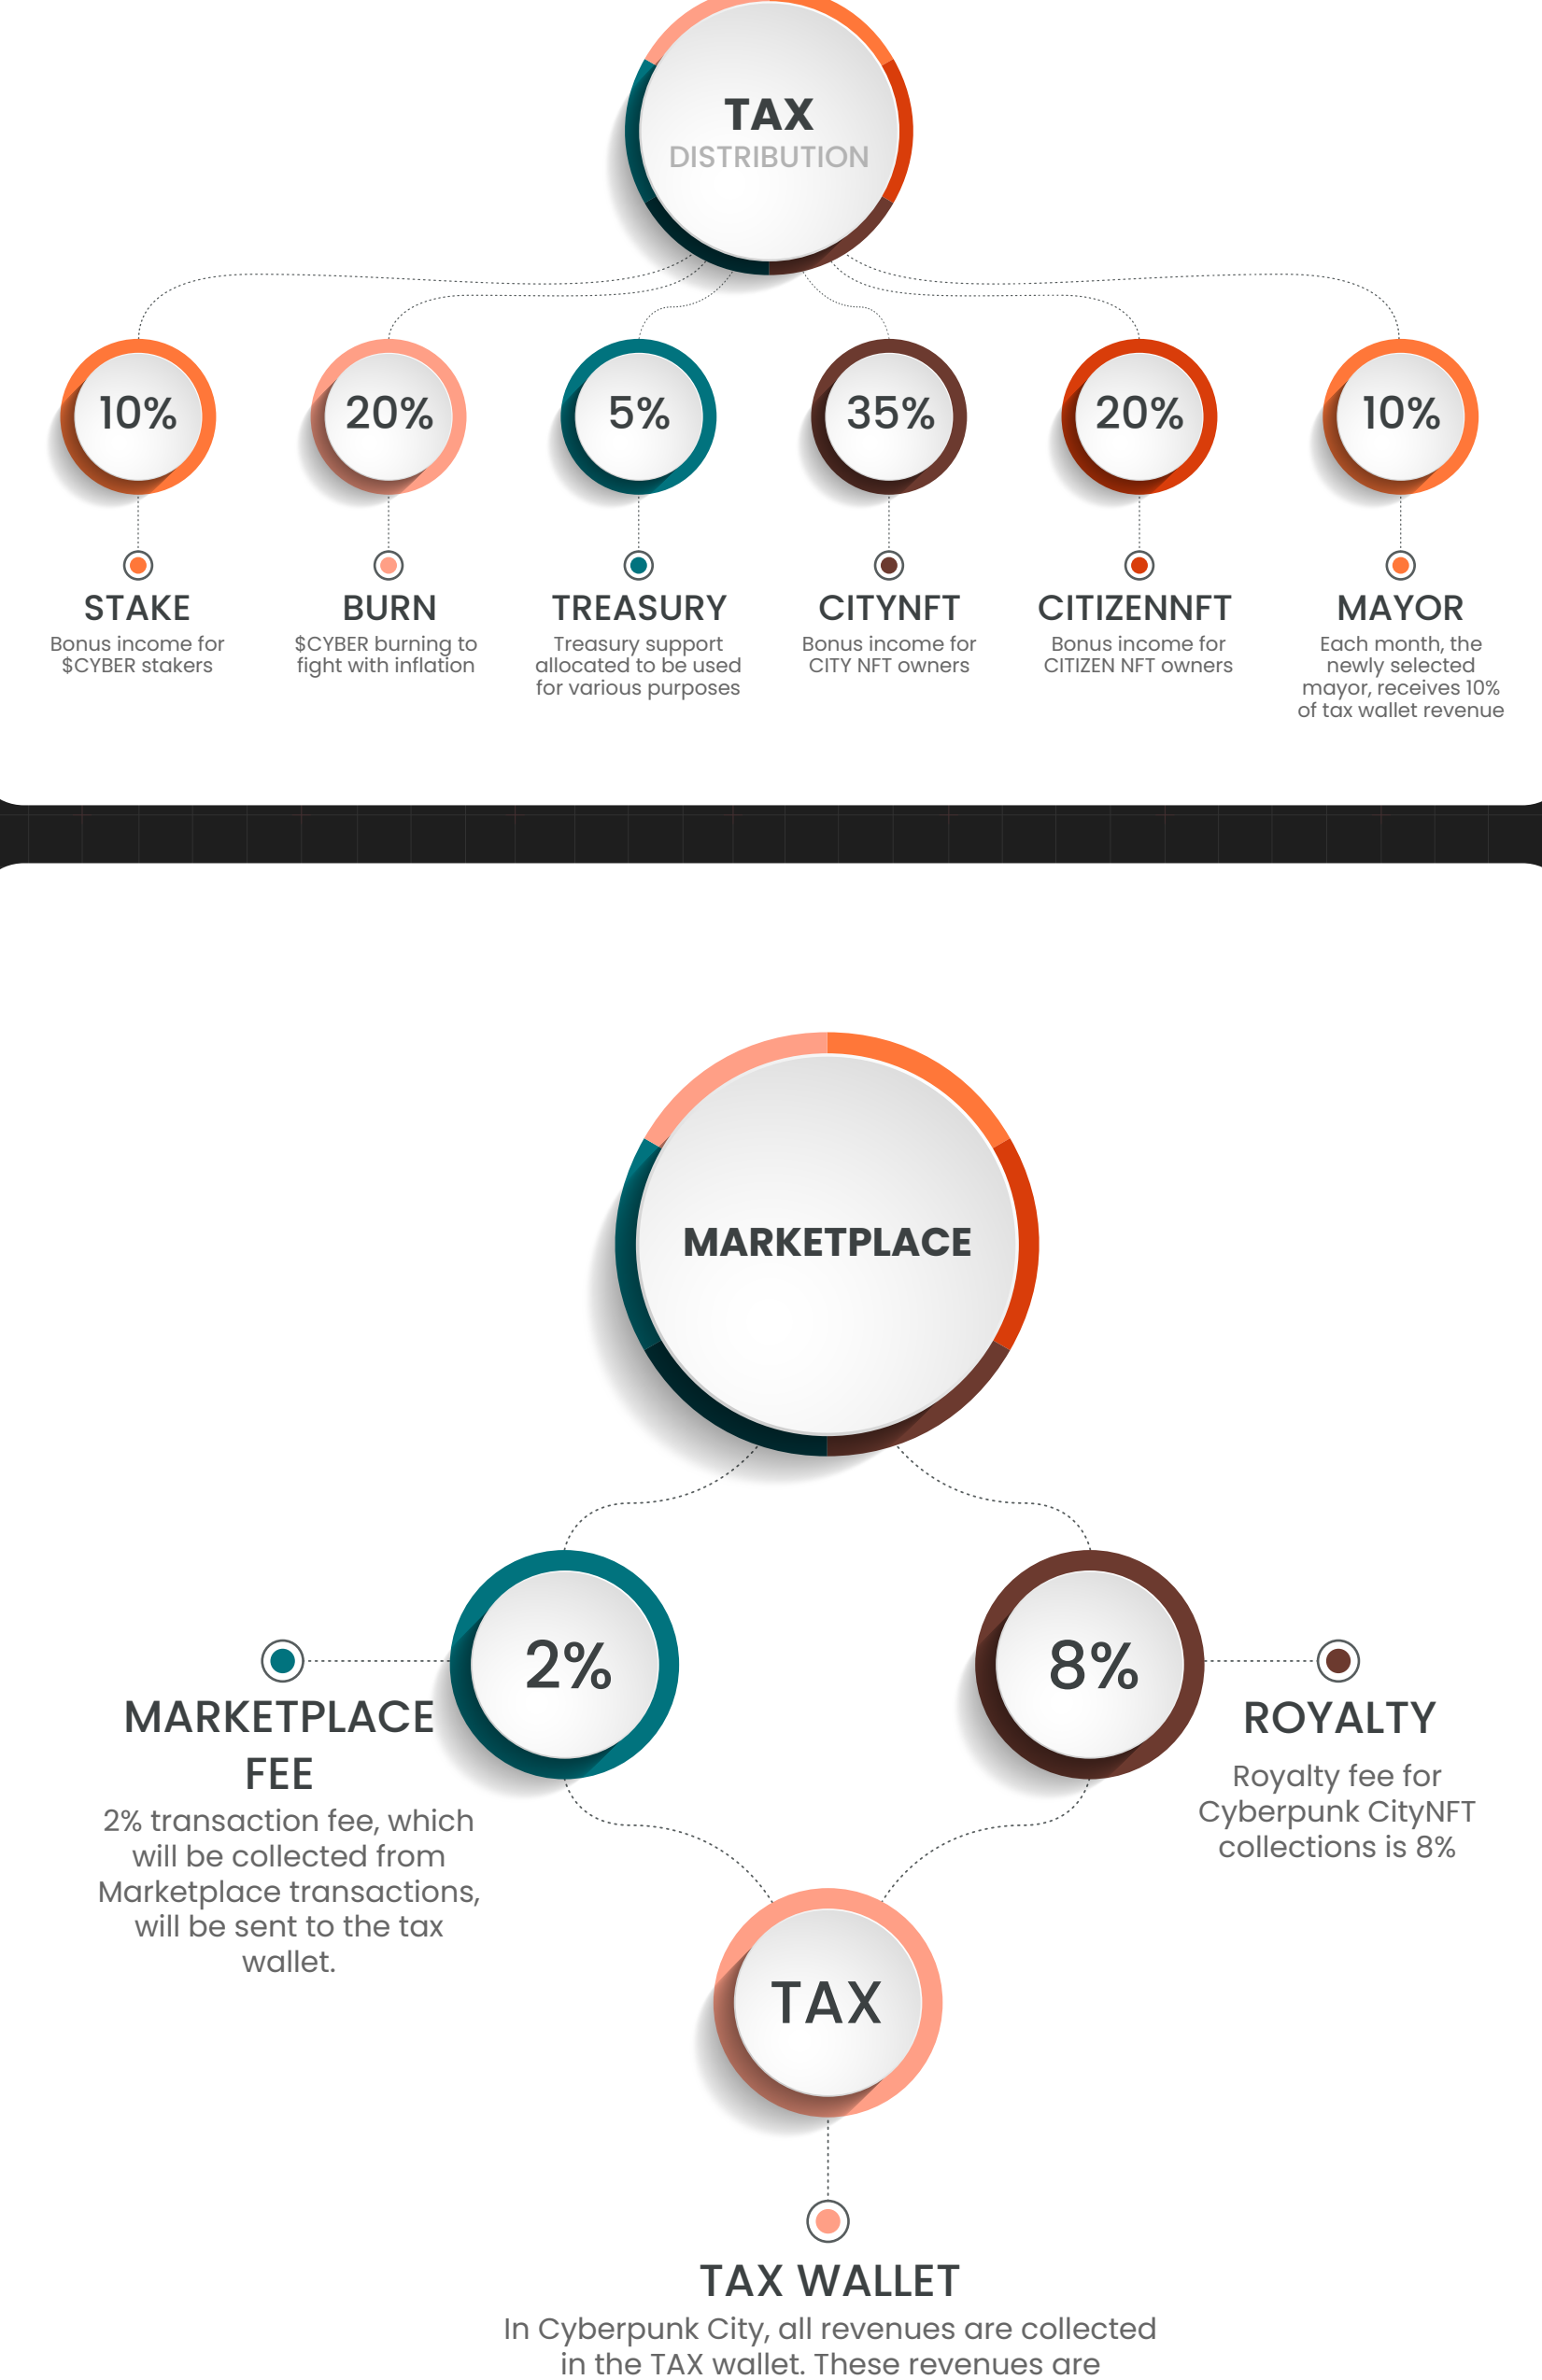 TAX
DISTRIBUTION
10%
20%
5%
35%
20%
10%
STAKE
Bonus income for
$CYBER stakers
BURN
$CYBER burning to
fight with inflation
TREASURY
Treasury support
allocated to be used
for various purposes
CITYNFT
Bonus income for
CITY NFT owners
CITIZENNFT
Bonus income for
CITIZEN NFT owners
MAYOR
Each month, the
newly selected
mayor, receives 10%
of tax wallet revenue
MARKETPLACE
2%
MARKETPLACE
FEE
2% transaction fee, which
will be collected from
Marketplace transactions,
will be sent to the tax
wallet.
8%
ROYALTY
Royalty fee for
Cyberpunk CityNFT
collections is 8%
TAX
TAX WALLET
In Cyberpunk City, all revenues are collected
in the TAX wallet. These revenues are